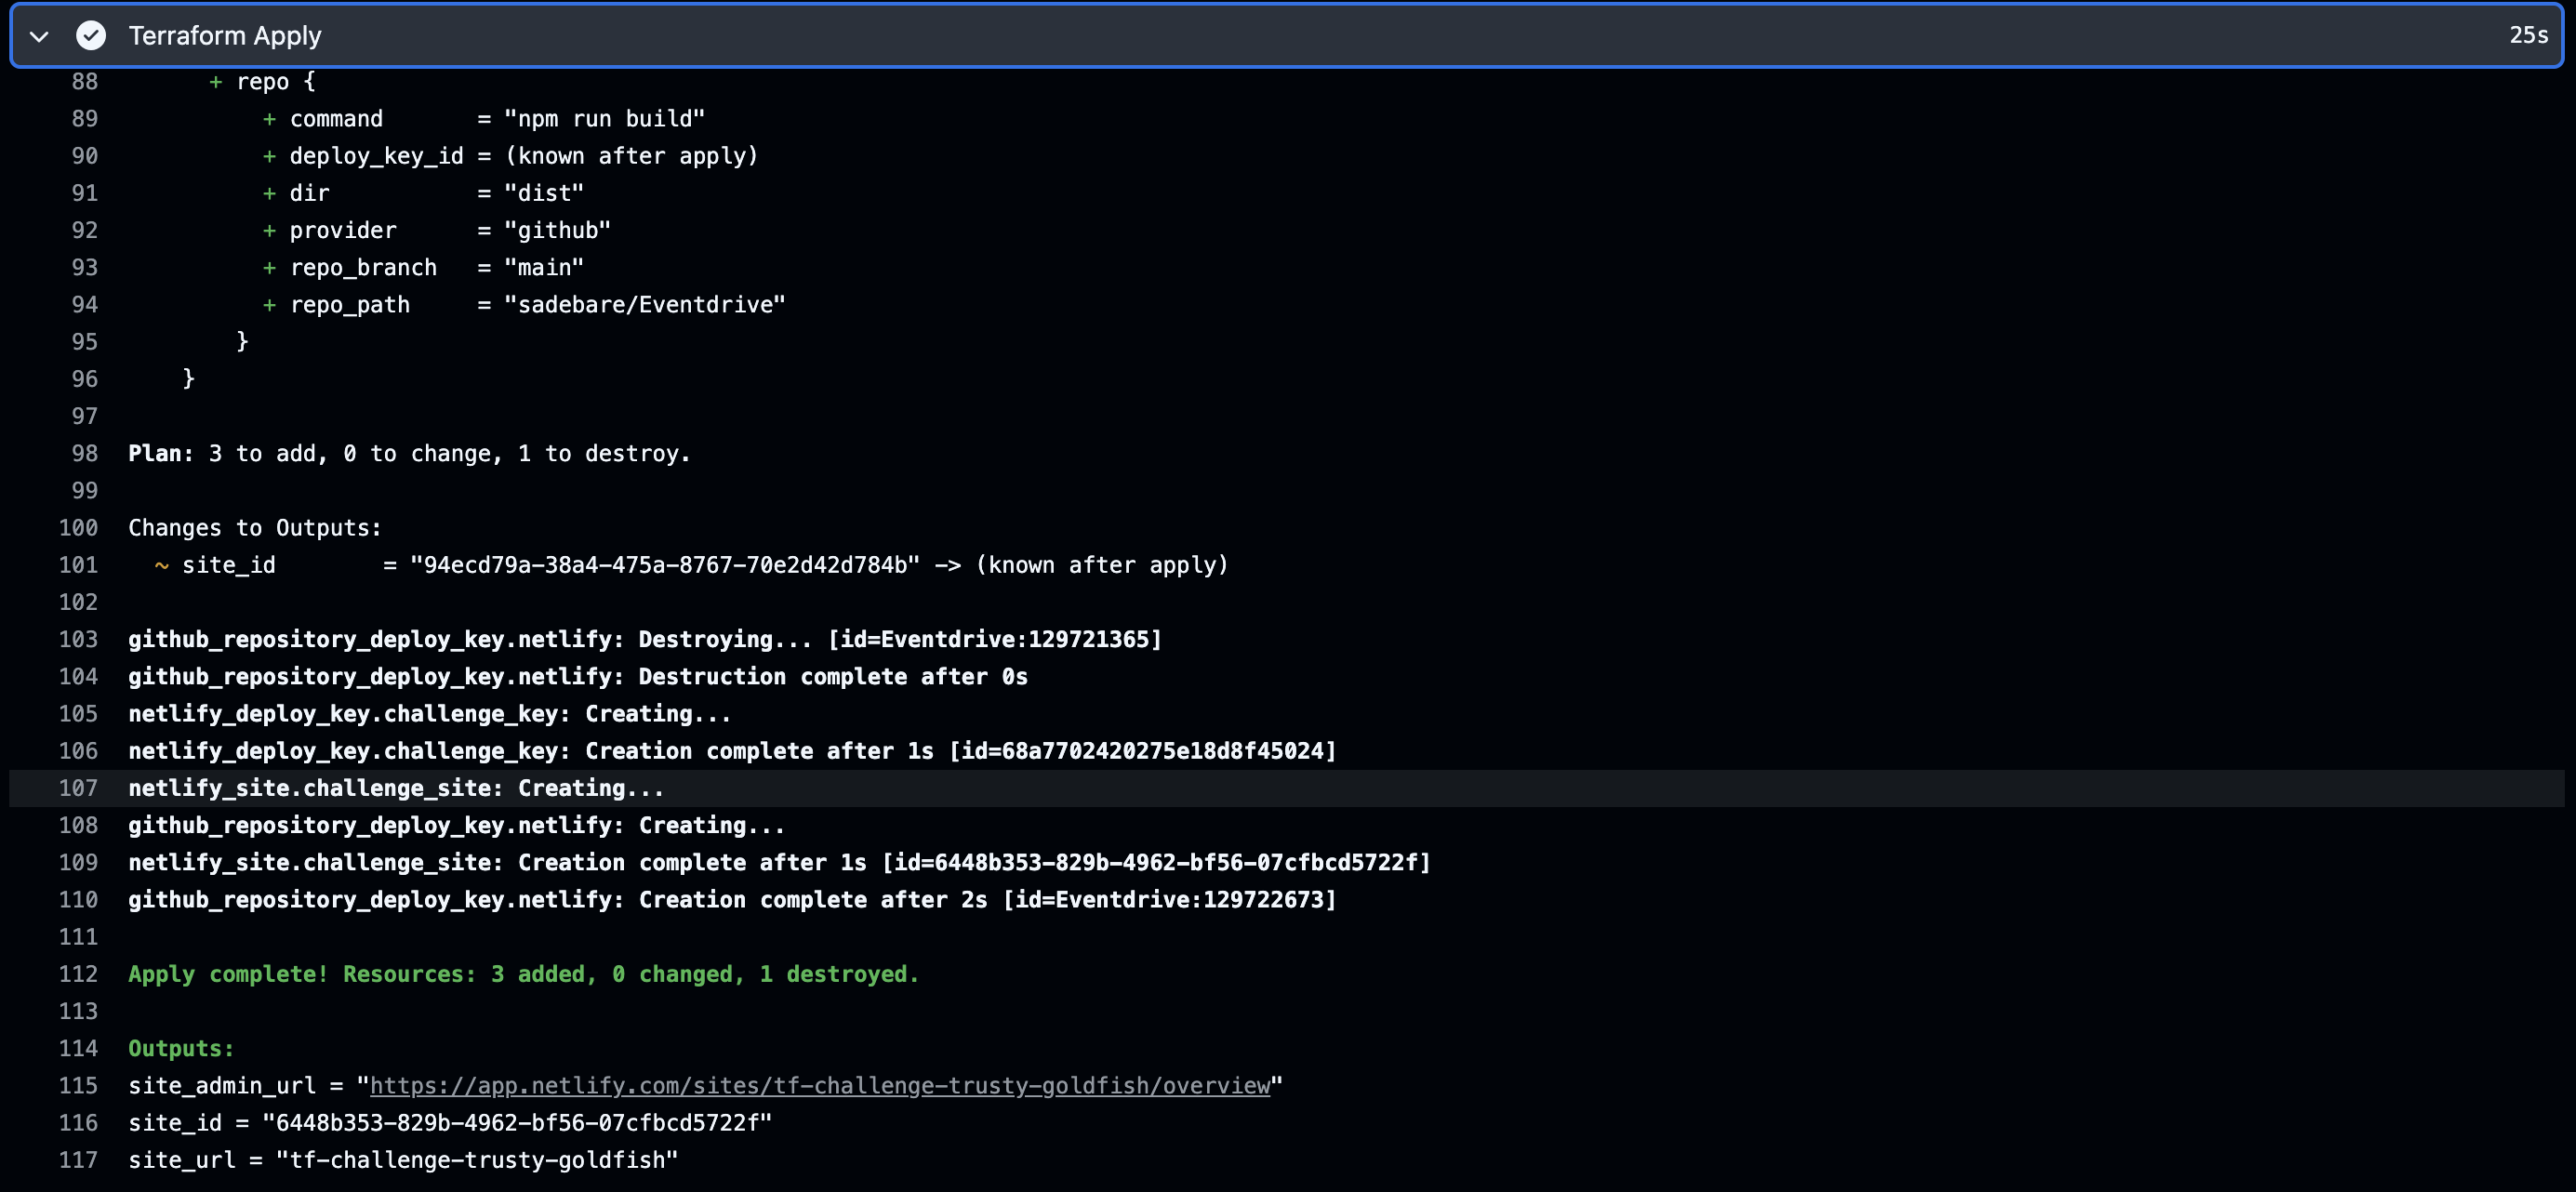 Terraform Apply 25s
88 + repo {
89 + command = "npm run build"
90 + deploy_key_id = (known after apply)
91 + dir = "dist"
92 + provider = "github"
93 + repo_branch = "main"
94 + repo_path = "sadebare/Eventdrive"
95 }
96 }
97
98 Plan: 3 to add, 0 to change, 1 to destroy.
99
100 Changes to Outputs:
101 ~ site_id = "94ecd79a-38a4-475a-8767-70e2d42d784b" -> (known after apply)
102
103 github_repository_deploy_key.netlify: Destroying... [id=Eventdrive:129721365]
104 github_repository_deploy_key.netlify: Destruction complete after 0s
105 netlify_deploy_key.challenge_key: Creating...
106 netlify_deploy_key.challenge_key: Creation complete after 1s [id=68a7702420275e18d8f45024]
107 netlify_site.challenge_site: Creating...
108 github_repository_deploy_key.netlify: Creating...
109 netlify_site.challenge_site: Creation complete after 1s [id=6448b353-829b-4962-bf56-07cfbcd5722f]
110 github_repository_deploy_key.netlify: Creation complete after 2s [id=Eventdrive:129722673]
111
112 Apply complete! Resources: 3 added, 0 changed, 1 destroyed.
113
114 Outputs:
115 site_admin_url = "https://app.netlify.com/sites/tf-challenge-trusty-goldfish/overview"
116 site_id = "6448b353-829b-4962-bf56-07cfbcd5722f"
117 site_url = "tf-challenge-trusty-goldfish"